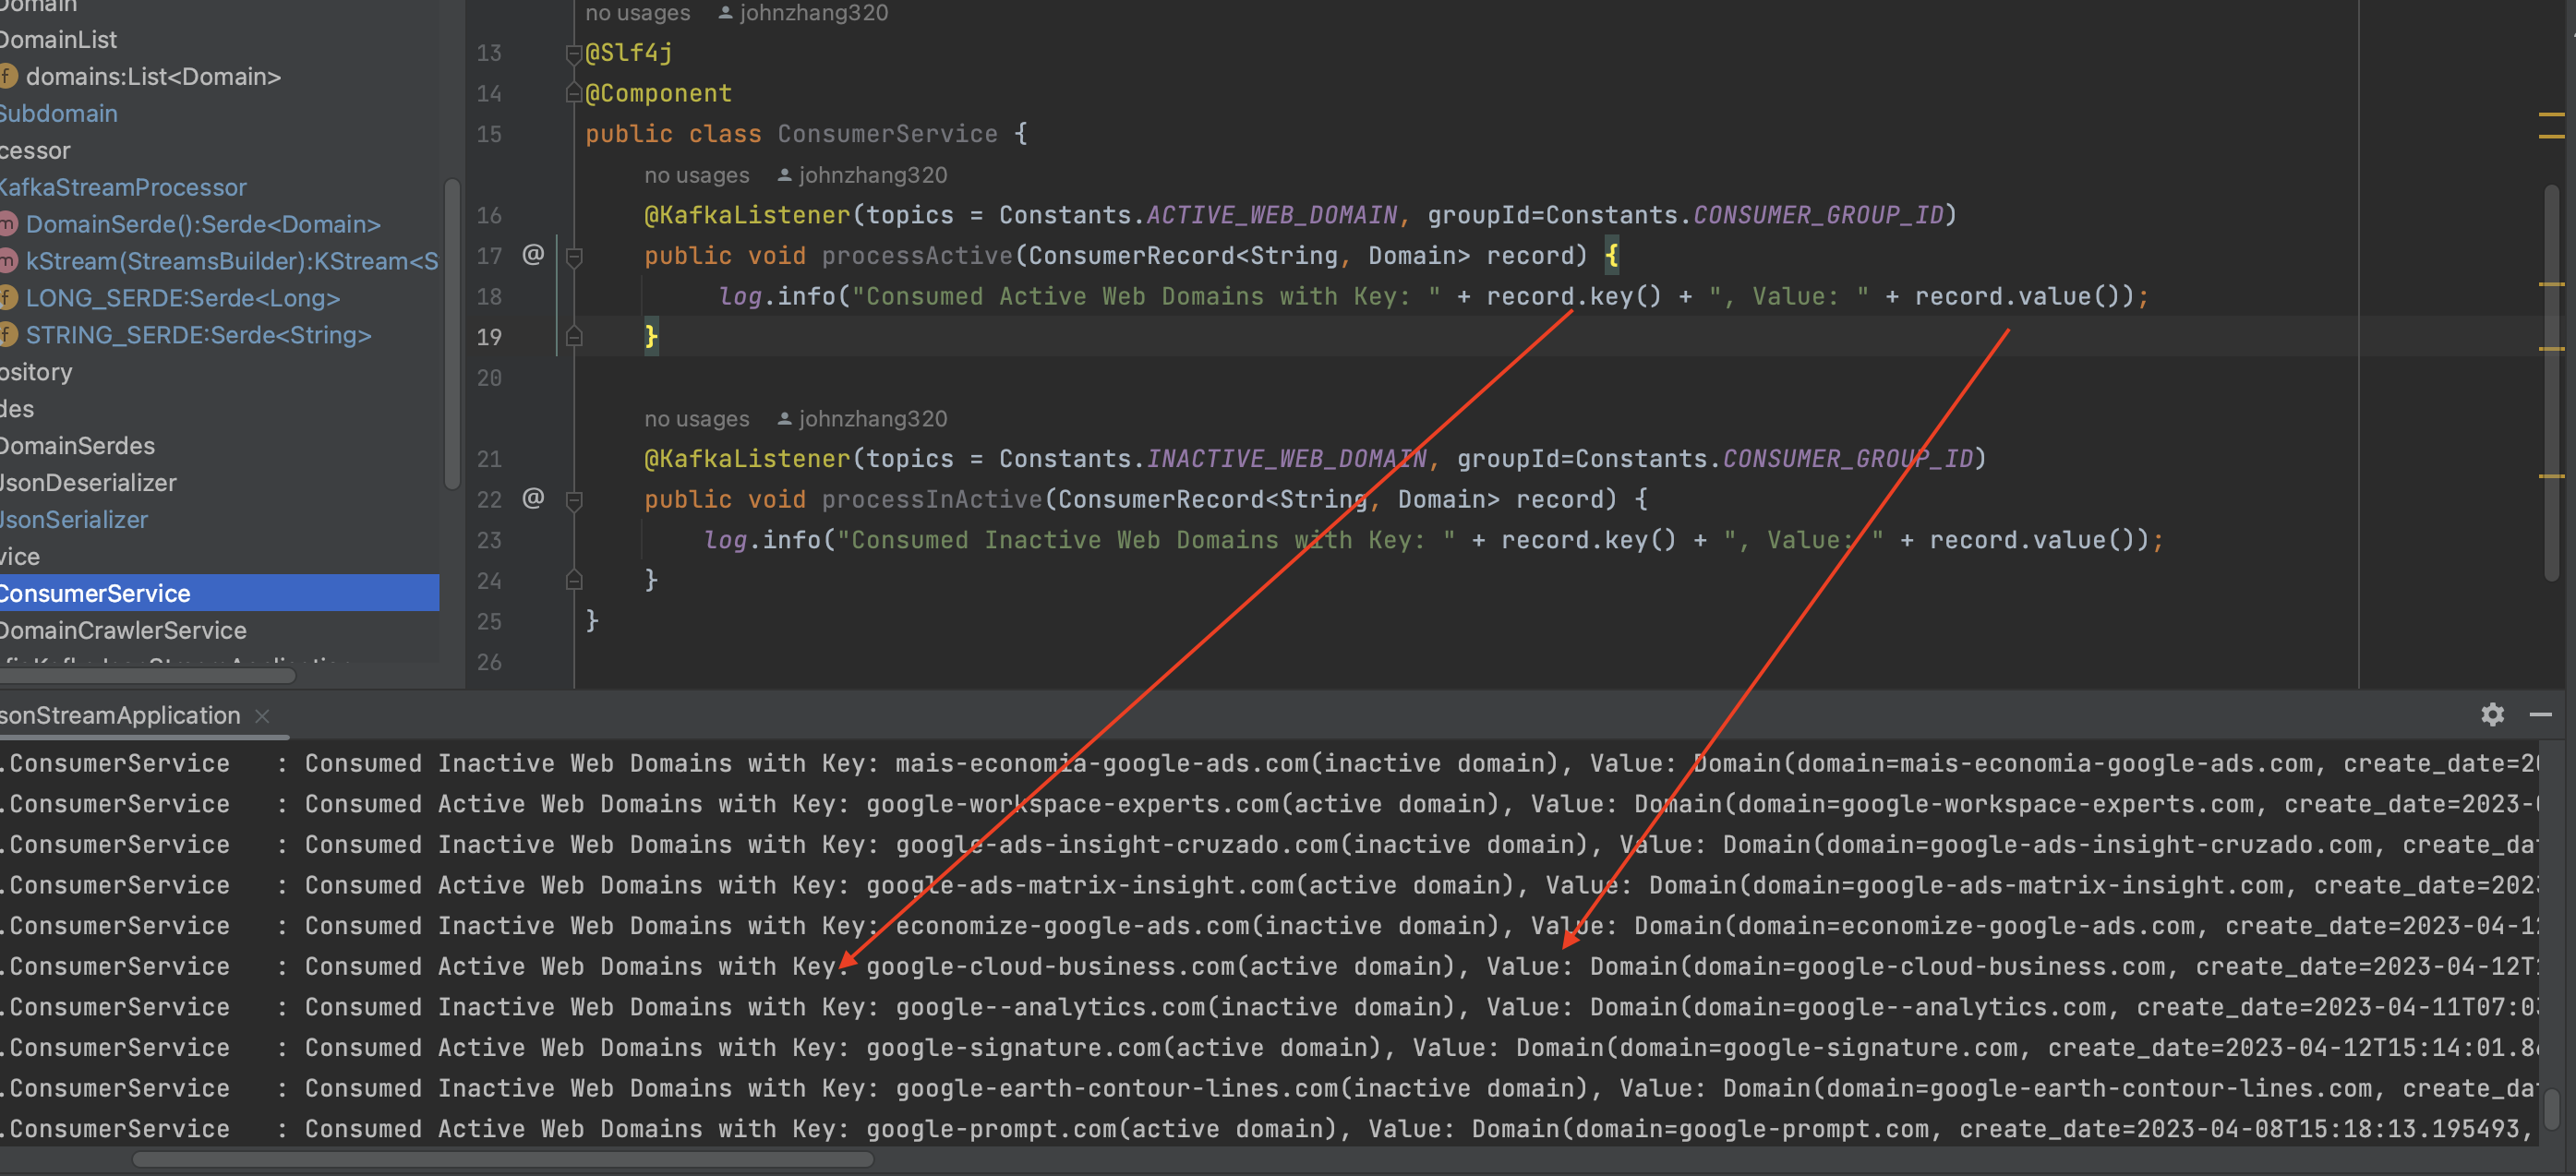 Domain
DomainList
domains:List<Domain>
Subdomain
cessor
KafkaStreamProcessor
DomainSerde():Serde<Domain>
kStream(StreamsBuilder):KStream<S
LONG_SERDE:Serde<Long>
STRING_SERDE:Serde<String>
ository
des
DomainSerdes
JsonDeserializer
JsonSerializer
vice
ConsumerService
DomainCrawlerService
no usages johnzhang320
13 @Slf4j
14 @Component
15 public class ConsumerService {
no usages johnzhang320
16 @KafkaListener(topics = Constants.ACTIVE_WEB_DOMAIN, groupId=Constants.CONSUMER_GROUP_ID)
17 @ public void processActive(ConsumerRecord<String, Domain> record) {
18 log.info("Consumed Active Web Domains with Key: " + record.key() + ", Value: " + record.value());
19 }
20
no usages johnzhang320
21 @KafkaListener(topics = Constants.INACTIVE_WEB_DOMAIN, groupId=Constants.CONSUMER_GROUP_ID)
22 @ public void processInActive(ConsumerRecord<String, Domain> record) {
23 log.info("Consumed Inactive Web Domains with Key: " + record.key() + ", Value: " + record.value());
24 }
25 }
26
sonStreamApplication
.ConsumerService : Consumed Inactive Web Domains with Key: mais-economia-google-ads.com(inactive domain), Value: Domain(domain=mais-economia-google-ads.com, create_date=20
.ConsumerService : Consumed Active Web Domains with Key: google-workspace-experts.com(active domain), Value: Domain(domain=google-workspace-experts.com, create_date=2023-0
.ConsumerService : Consumed Inactive Web Domains with Key: google-ads-insight-cruzado.com(inactive domain), Value: Domain(domain=google-ads-insight-cruzado.com, create_dat
.ConsumerService : Consumed Active Web Domains with Key: google-ads-matrix-insight.com(active domain), Value: Domain(domain=google-ads-matrix-insight.com, create_date=2023
.ConsumerService : Consumed Inactive Web Domains with Key: economize-google-ads.com(inactive domain), Value: Domain(domain=economize-google-ads.com, create_date=2023-04-12
.ConsumerService : Consumed Active Web Domains with Key: google-cloud-business.com(active domain), Value: Domain(domain=google-cloud-business.com, create_date=2023-04-12T
.ConsumerService : Consumed Inactive Web Domains with Key: google--analytics.com(inactive domain), Value: Domain(domain=google--analytics.com, create_date=2023-04-11T07:03
.ConsumerService : Consumed Active Web Domains with Key: google-signature.com(active domain), Value: Domain(domain=google-signature.com, create_date=2023-04-12T15:14:01.8
.ConsumerService : Consumed Inactive Web Domains with Key: google-earth-contour-lines.com(inactive domain), Value: Domain(domain=google-earth-contour-lines.com, create_dat
.ConsumerService : Consumed Active Web Domains with Key: google-prompt.com(active domain), Value: Domain(domain=google-prompt.com, create_date=2023-04-08T15:18:13.195493,